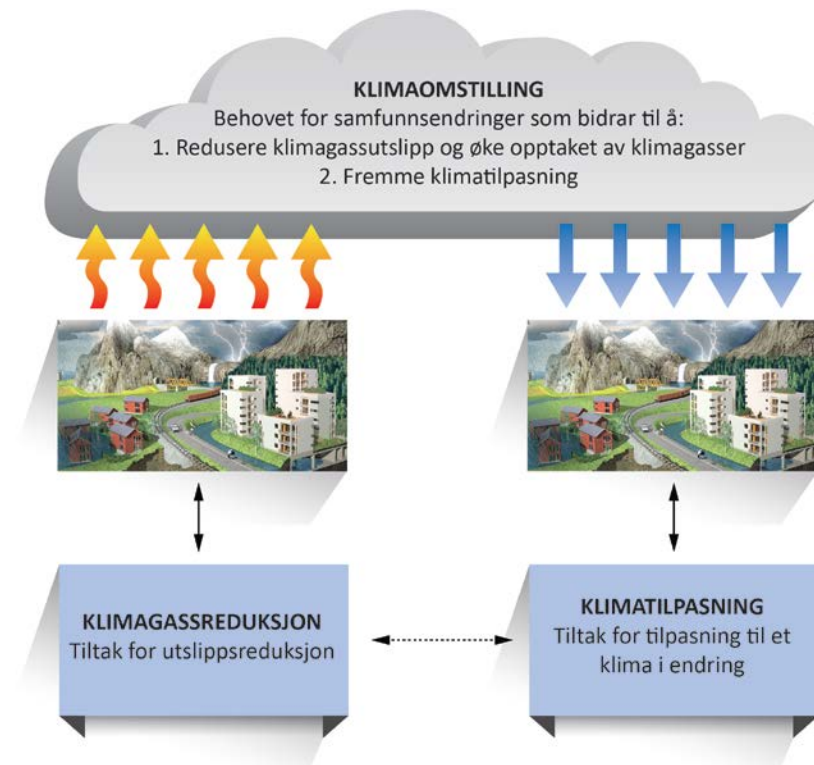 KLIMAOMSTILLING
Behovet for samfunnsendringer som bidrar til å:
1. Redusere klimagassutslipp og øke opptaket av klimagasser
2. Fremme klimatilpasning
KLIMAGASSREDUKSJON
Tiltak for utslippsreduksjon
KLIMATILPASNING
Tiltak for tilpasning til et
klima i endring